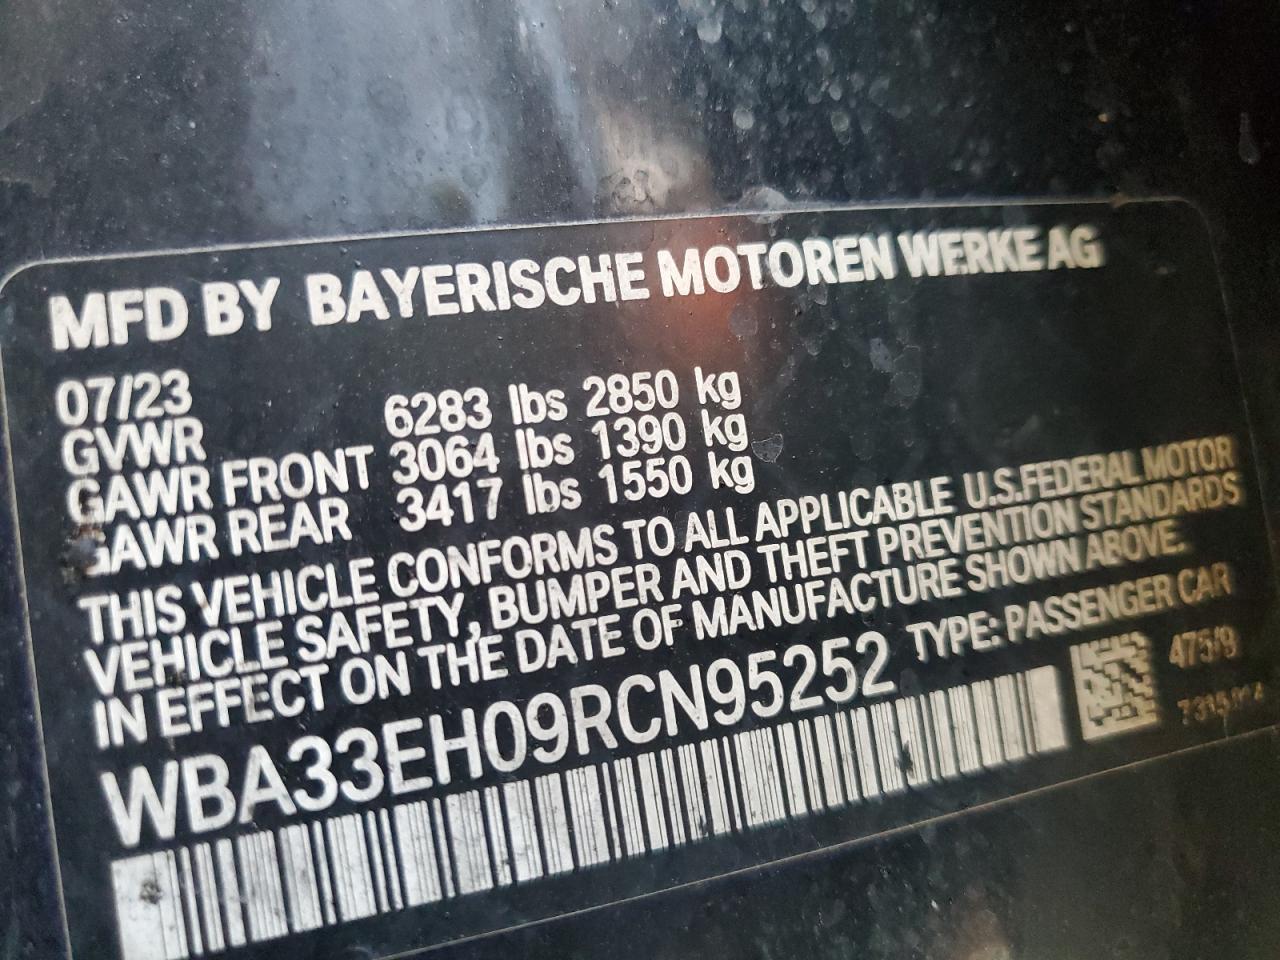 MFD BY BAYERISCHE MOTOREN WERKE AG
07/23
GVWR 6283 lbs 2850 kg
GAWR FRONT 3064 lbs 1390 kg
GAWR REAR 3417 lbs 1550 kg
THIS VEHICLE CONFORMS TO ALL APPLICABLE U.S.FEDERAL MOTOR
VEHICLE SAFETY, BUMPER AND THEFT PREVENTION STANDARDS
IN EFFECT ON THE DATE OF MANUFACTURE SHOWN ABOVE.
WBA33EH09RCN95252 TYPE: PASSENGER CAR
475/9